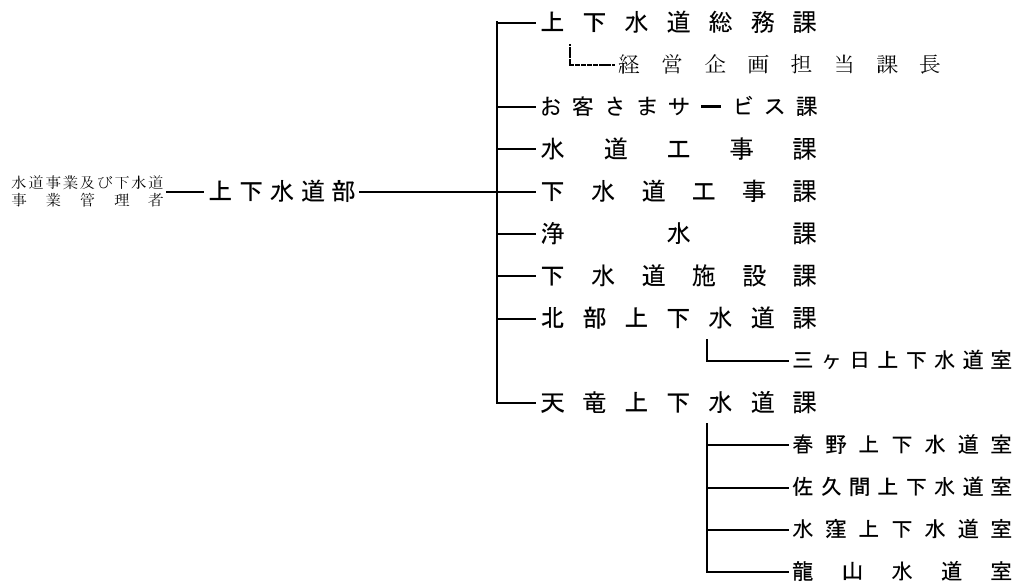 上下水道総務課
経営企画担当課長
お客さまサービス課
水道工事課
水道事業及び下水道
事業管理者
上下水道部
下水道工事課
浄水課
下水道施設課
北部上下水道課
三ヶ日上下水道室
天竜上下水道課
春野上下水道室
佐久間上下水道室
水窪上下水道室
龍山水道室